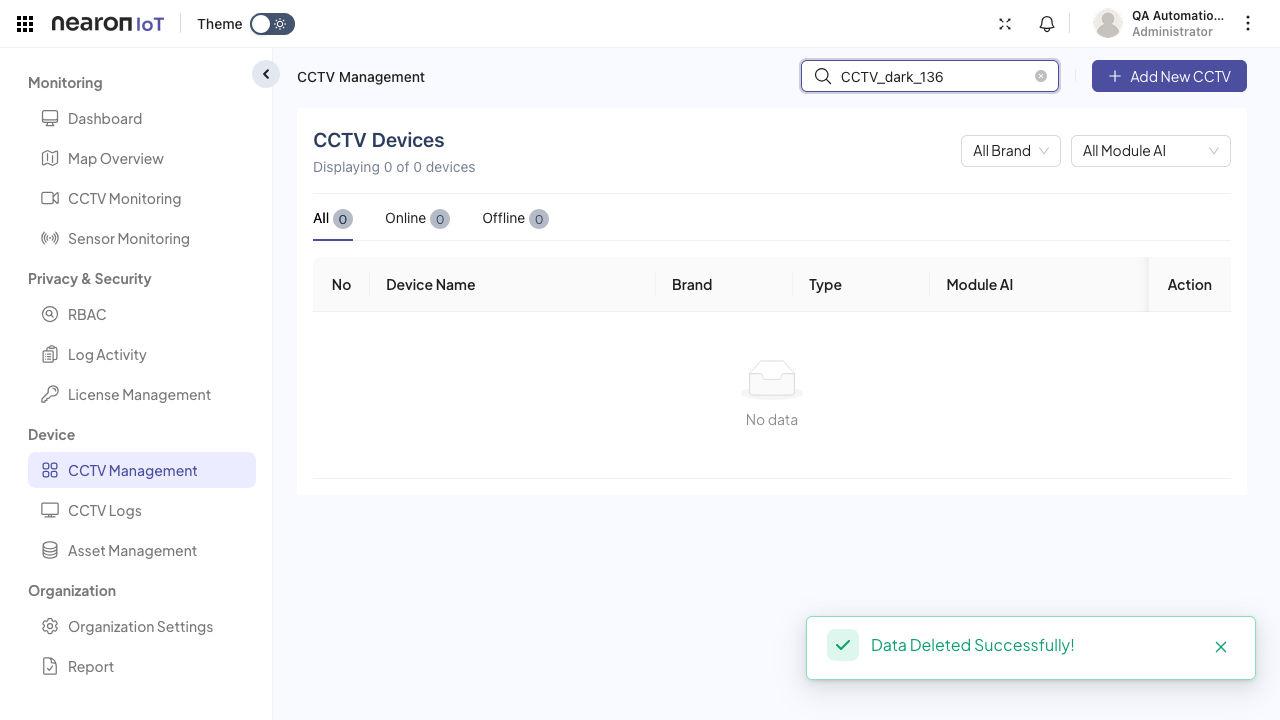 nearon IoT
Theme
QA Automatio...
Administrator
Monitoring
Dashboard
Map Overview
CCTV Monitoring
Sensor Monitoring
Privacy & Security
RBAC
Log Activity
License Management
Device
CCTV Management
CCTV Logs
Asset Management
Organization
Organization Settings
Report
CCTV Management
CCTV_dark_136
Add New CCTV
CCTV Devices
Displaying 0 of 0 devices
All Brand
All Module AI
All 0 Online 0 Offline 0
No Device Name Brand Type Module AI Action
No data
Data Deleted Successfully!